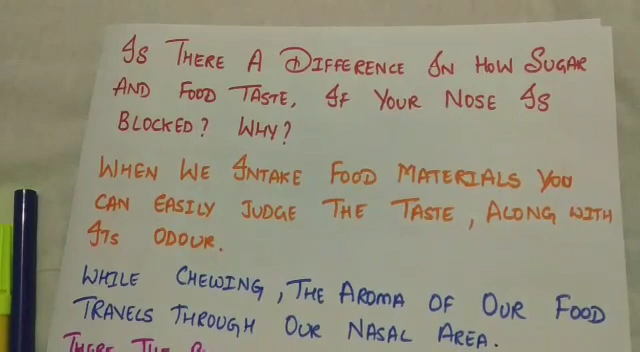 Is There A Difference In How Sugar
And Food Taste, If Your Nose Is
Blocked? Why?
When We Intake Food Materials You
can easily judge the taste, along with
Its odour.
While chewing, the aroma of our food
travels through our nasal area.
There The